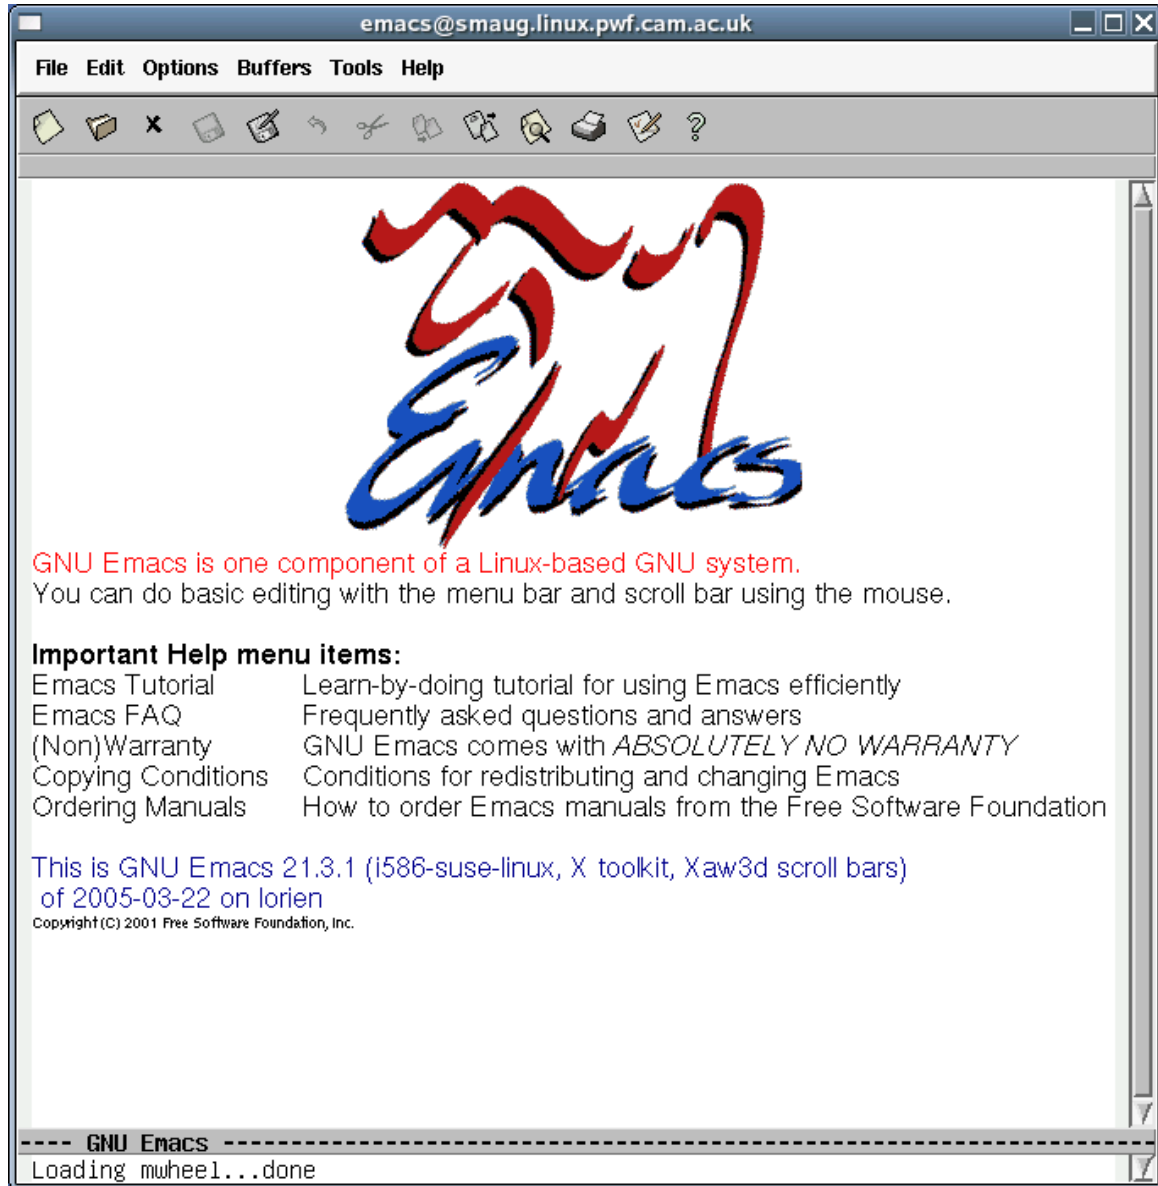 emacs@smaug.linux.pwf.cam.ac.uk
File Edit Options Buffers Tools Help
Emacs
GNU Emacs is one component of a Linux-based GNU system.
You can do basic editing with the menu bar and scroll bar using the mouse.
Important Help menu items:
Emacs Tutorial Learn-by-doing tutorial for using Emacs efficiently
Emacs FAQ Frequently asked questions and answers
(Non)Warranty GNU Emacs comes with ABSOLUTELY NO WARRANTY
Copying Conditions Conditions for redistributing and changing Emacs
Ordering Manuals How to order Emacs manuals from the Free Software Foundation
This is GNU Emacs 21.3.1 (i586-suse-linux, X toolkit, Xaw3d scroll bars)
of 2005-03-22 on lorien
Copyright (C) 2001 Free Software Foundation, Inc.
---- GNU Emacs ----------------------------------------------------------------------
Loading mwheel...done